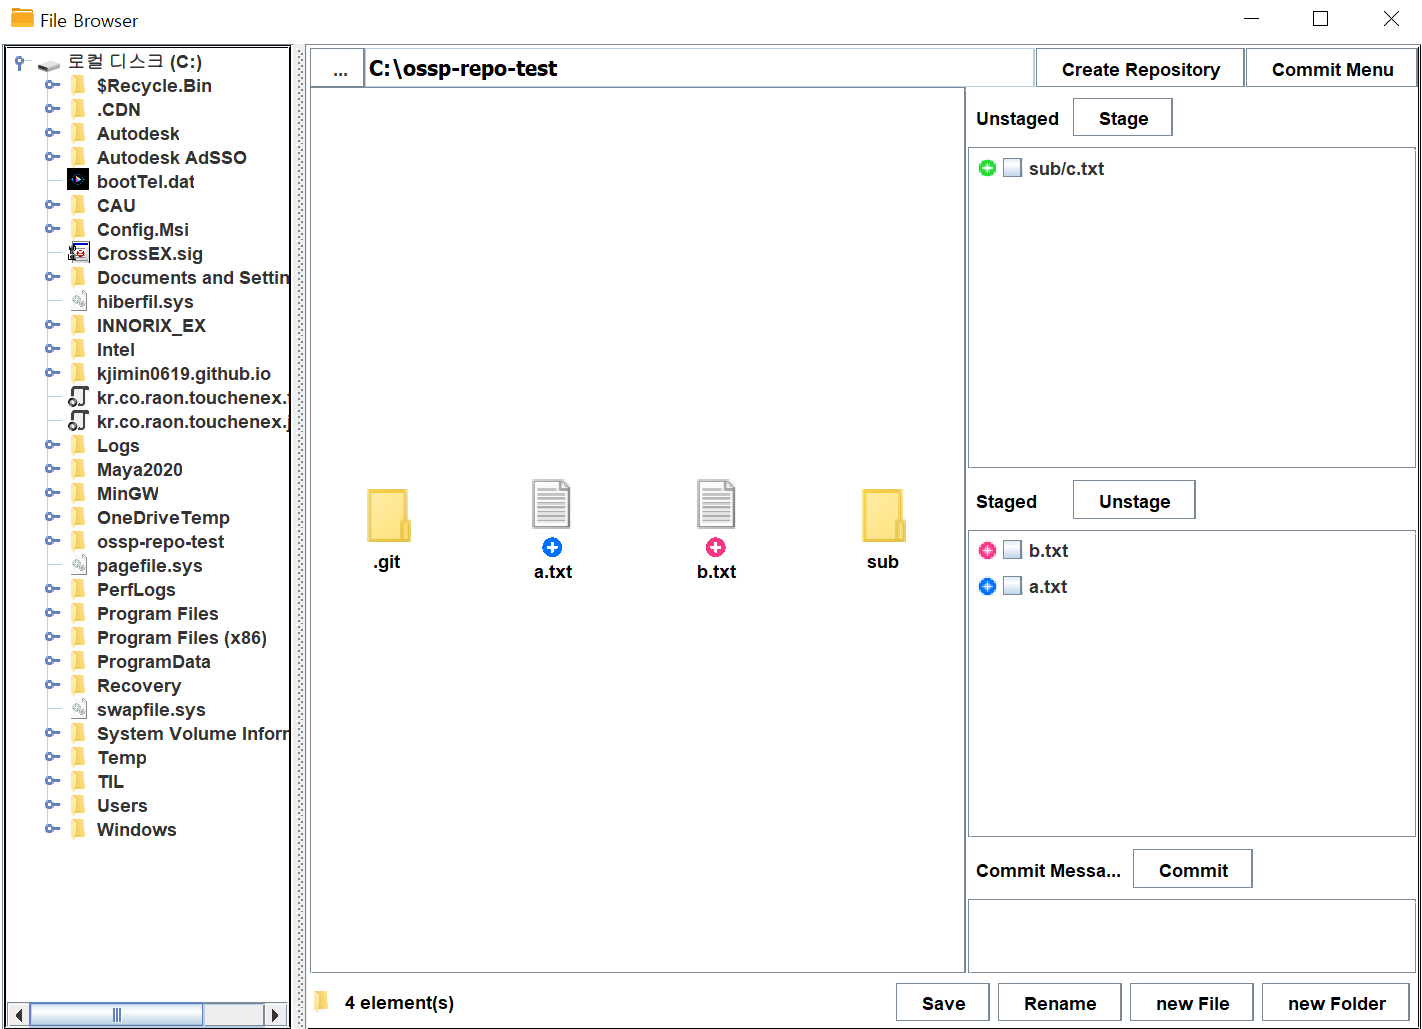 File Browser
로컬 디스크 (C:)
$Recycle.Bin
.CDN
Autodesk
Autodesk AdSSO
bootTel.dat
CAU
Config.Msi
CrossEX.sig
Documents and Settin
hiberfil.sys
INNORIX_EX
Intel
kjimin0619.github.io
kr.co.raon.touchenex.
kr.co.raon.touchenex.j
Logs
Maya2020
MinGW
OneDriveTemp
ossp-repo-test
pagefile.sys
PerfLogs
Program Files
Program Files (x86)
ProgramData
Recovery
swapfile.sys
System Volume Inforr
Temp
TIL
Users
Windows
... C:\ossp-repo-test Create Repository Commit Menu
.git
a.txt
b.txt
sub
Unstaged Stage
sub/c.txt
Staged Unstage
b.txt
a.txt
Commit Messa... Commit
4 element(s) Save Rename new File new Folder